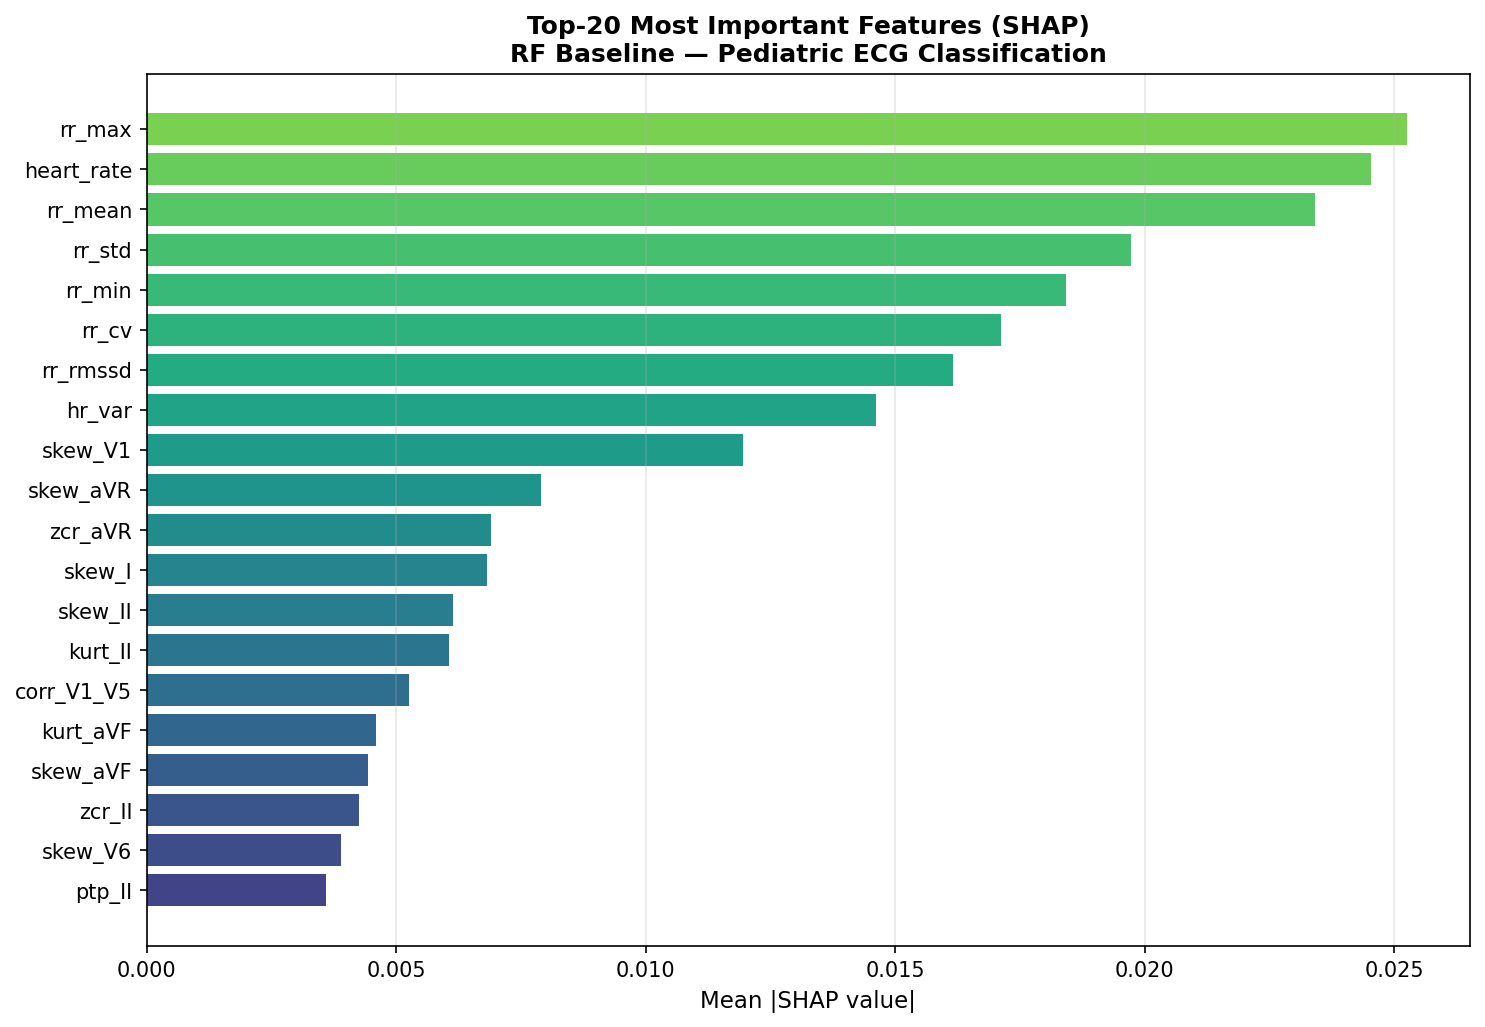 Top-20 Most Important Features (SHAP)
RF Baseline — Pediatric ECG Classification
rr_max
heart_rate
rr_mean
rr_std
rr_min
rr_cv
rr_rmssd
hr_var
skew_V1
skew_aVR
zcr_aVR
skew_I
skew_II
kurt_II
corr_V1_V5
kurt_aVF
skew_aVF
zcr_II
skew_V6
ptp_II
0.000 0.005 0.010 0.015 0.020 0.025
Mean |SHAP value|